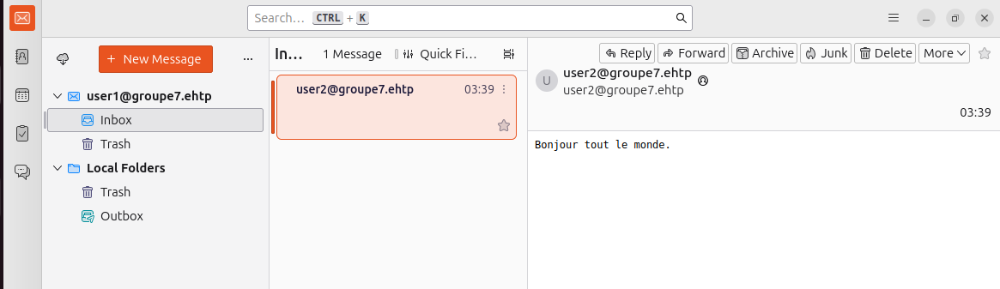 Search... CTRL + K
+ New Message ...
user1@groupe7.ehtp
Inbox
Trash
Local Folders
Trash
Outbox
In... 1 Message Quick Fi...
user2@groupe7.ehtp 03:39
Reply Forward Archive Junk Delete More
U
user2@groupe7.ehtp
user2@groupe7.ehtp
03:39
Bonjour tout le monde.